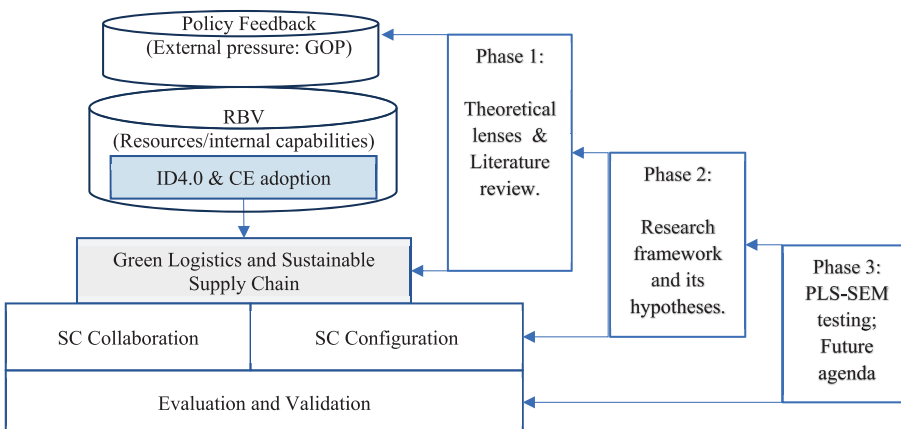 Policy Feedback
(External pressure: GOP)
RBV
(Resources/internal capabilities)
ID4.0 & CE adoption
Green Logistics and Sustainable
Supply Chain
SC Collaboration
SC Configuration
Evaluation and Validation
Phase 1:
Theoretical
lenses &
Literature
review.
Phase 2:
Research
framework
and its
hypotheses.
Phase 3:
PLS-SEM
testing;
Future
agenda